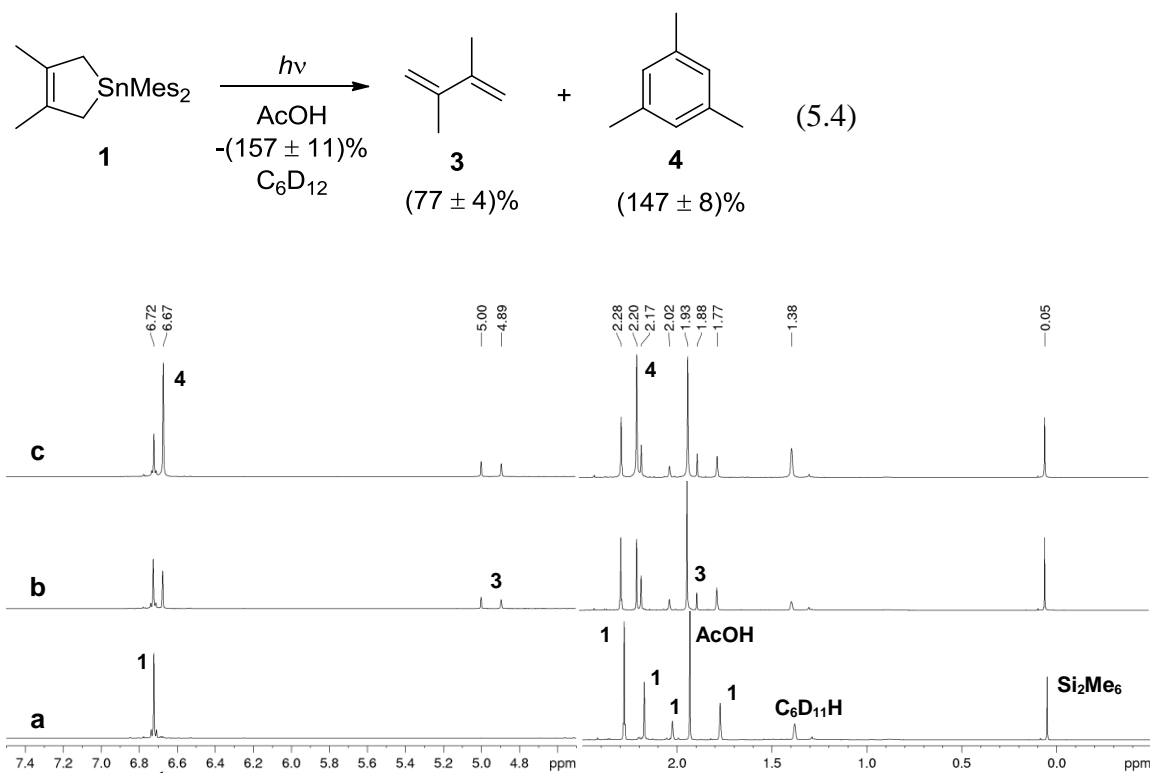 SnMes2
1
hν
AcOH
-(157 ± 11)%
C6D12
3
(77 ± 4)%
+
4
(147 ± 8)%
(5.4)
6.72
6.67
5.00
4.89
2.28
2.20
2.17
2.02
1.93
1.88
1.77
1.38
0.05
c
4
4
b
3
3
a
1
1
1
1
AcOH
1
C6D11H
Si2Me6
7.4 7.2 7.0 6.8 6.6 6.4 6.2 6.0 5.8 5.6 5.4 5.2 5.0 4.8 ppm
2.0 1.5 1.0 0.5 0.0 ppm